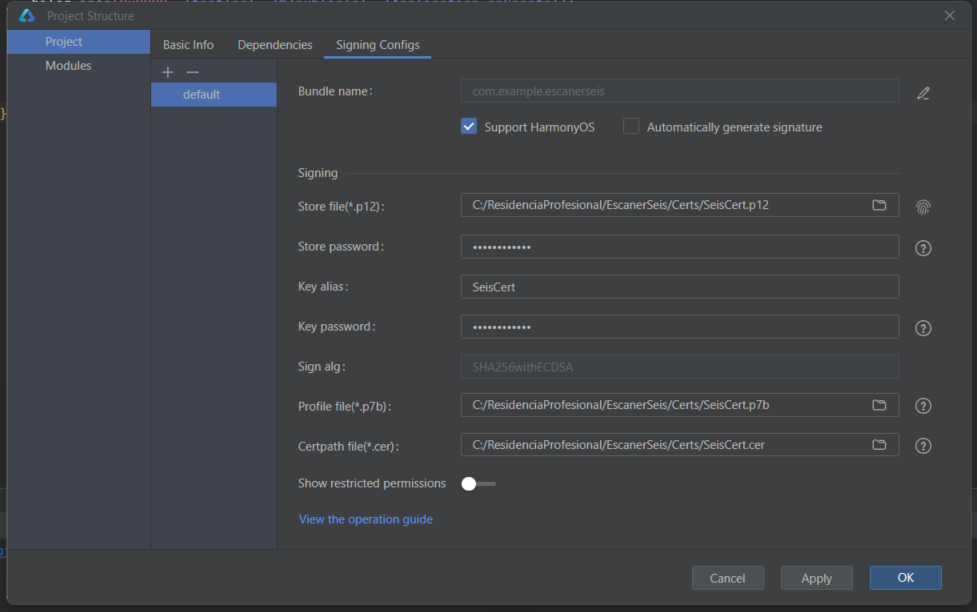 Project Structure
Project
Modules
Basic Info Dependencies Signing Configs
default
Bundle name: com.example.escanerseis
Support HarmonyOS Automatically generate signature
Signing
Store file(*.p12): C:/ResidenciaProfesional/EscanerSeis/Certs/SeisCert.p12
Store password: ••••••••••••
Key alias: SeisCert
Key password: ••••••••••••
Sign alg: SHA256withECDSA
Profile file(*.p7b): C:/ResidenciaProfesional/EscanerSeis/Certs/SeisCert.p7b
Certpath file(*.cer): C:/ResidenciaProfesional/EscanerSeis/Certs/SeisCert.cer
Show restricted permissions
View the operation guide
Cancel Apply OK